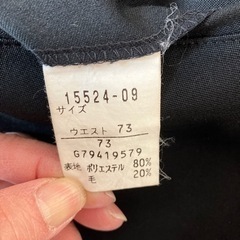 15524-09
サイズ
ウエスト 73
73
G79419579
表地 ポリエステル 80%
毛 20%